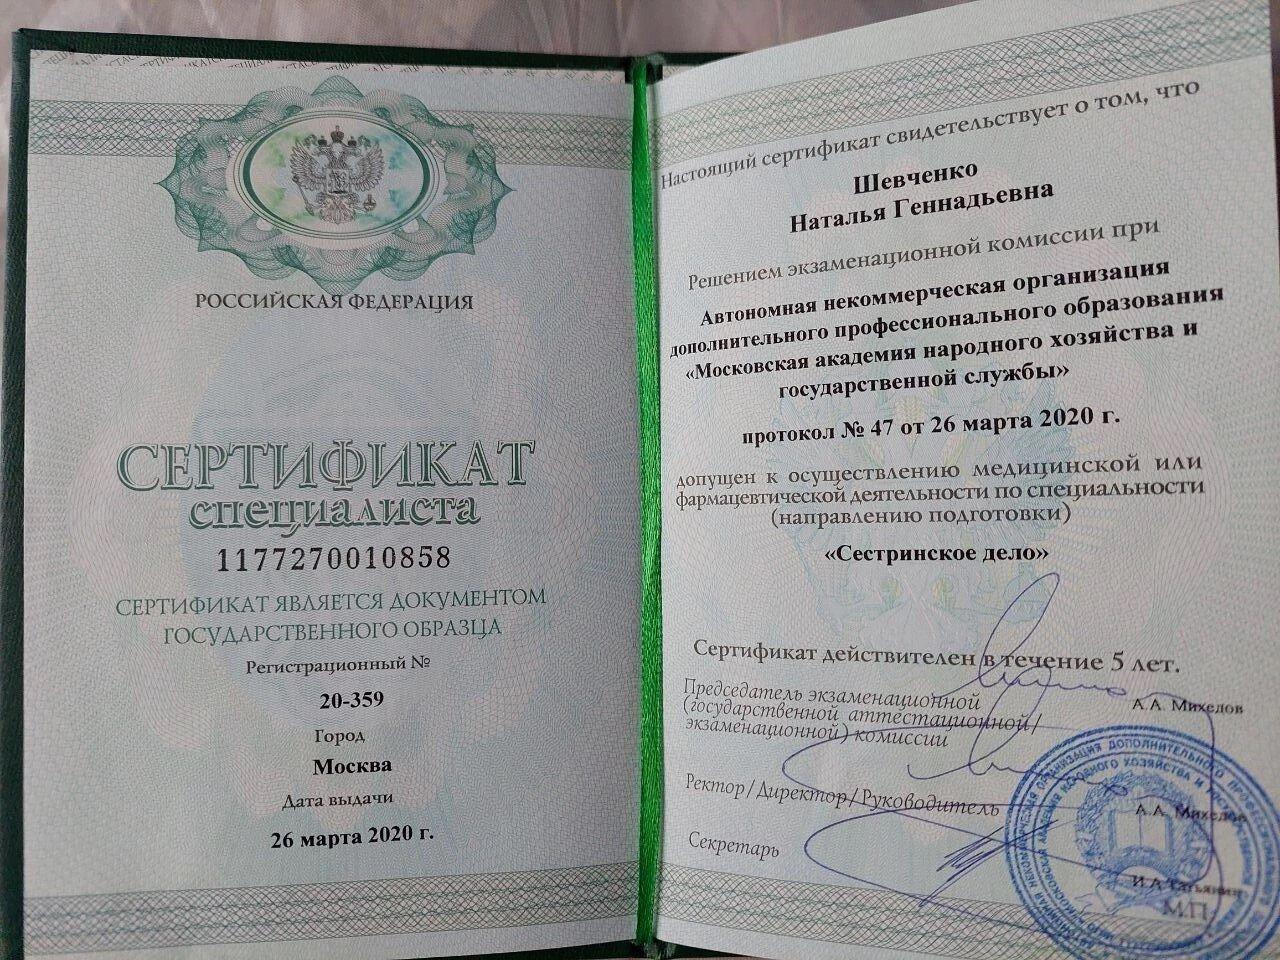 РОССИЙСКАЯ ФЕДЕРАЦИЯ
СЕРТИФИКАТ
специалиста
1177270010858
СЕРТИФИКАТ ЯВЛЯЕТСЯ ДОКУМЕНТОМ
ГОСУДАРСТВЕННОГО ОБРАЗЦА
Регистрационный №
20-359
Город
Москва
Дата выдачи
26 марта 2020 г.
Настоящий сертификат свидетельствует о том, что
Шевченко
Наталья Геннадьевна
Решением экзаменационной комиссии при
Автономная некоммерческая организация
дополнительного профессионального образования
«Московская академия народного хозяйства и
государственной службы»
протокол № 47 от 26 марта 2020 г.
допущен к осуществлению медицинской или
фармацевтической деятельности по специальности
(направлению подготовки)
«Сестринское дело»
Сертификат действителен в течение 5 лет.
Председатель экзаменационной
(государственной аттестационной/
экзаменационной) комиссии
А.А. Михедов
Ректор/Директор/Руководитель
А.А. Михедов
Секретарь
М.П.